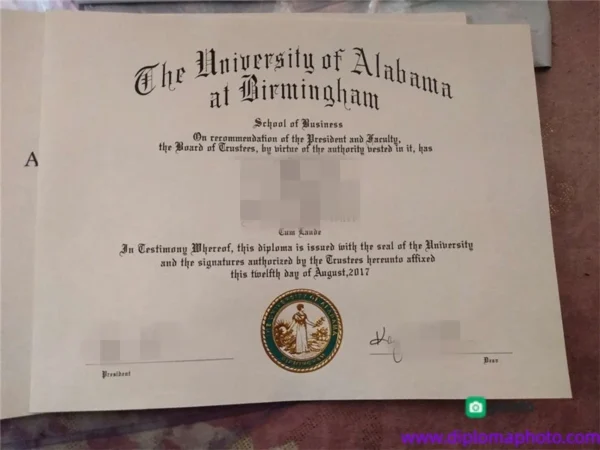 The University of Alabama
at Birmingham
School of Business
On recommendation of the President and Faculty,
the Board of Trustees, by virtue of the authority vested in it, has
Cum Laude
In Testimony Whereof, this diploma is issued with the seal of the University
and the signatures authorized by the Trustees hereunto affixed
this twelfth day of August,2017
A
President
Dean
www.diplomaphoto.com